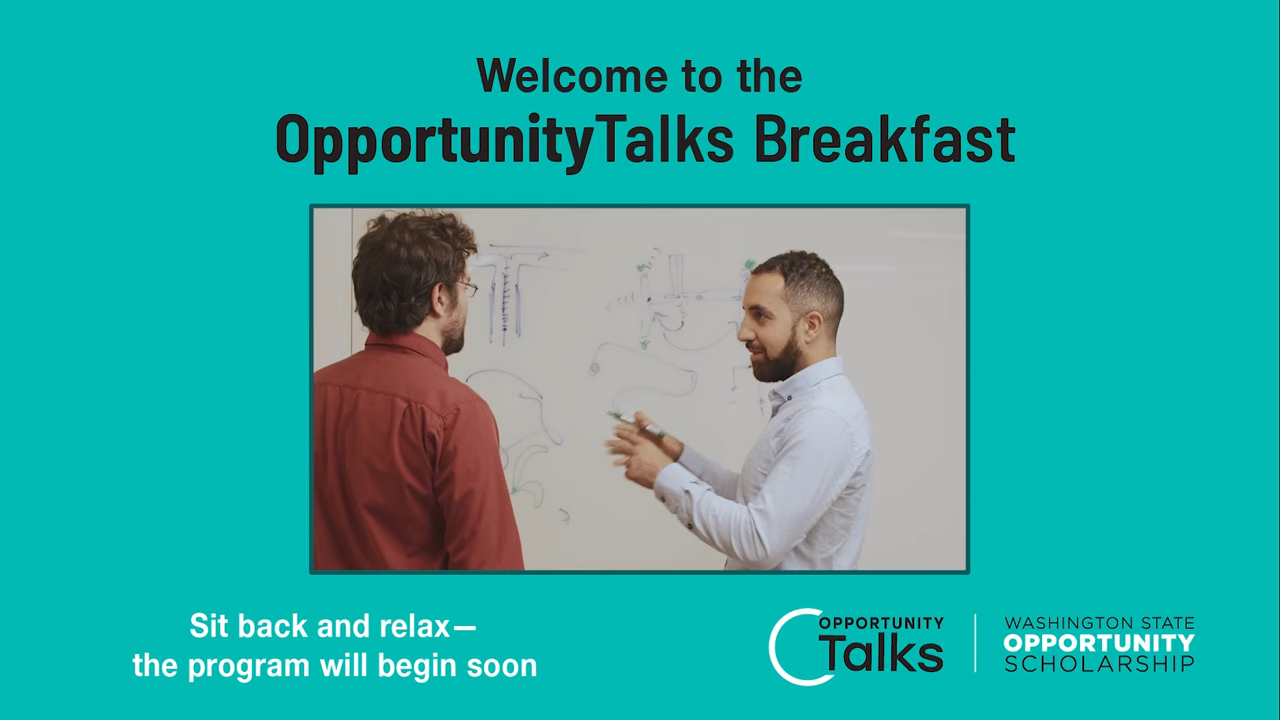 Welcome to the
OpportunityTalks Breakfast
Sit back and relax—
the program will begin soon
OPPORTUNITY
Talks
WASHINGTON STATE
OPPORTUNITY
SCHOLARSHIP